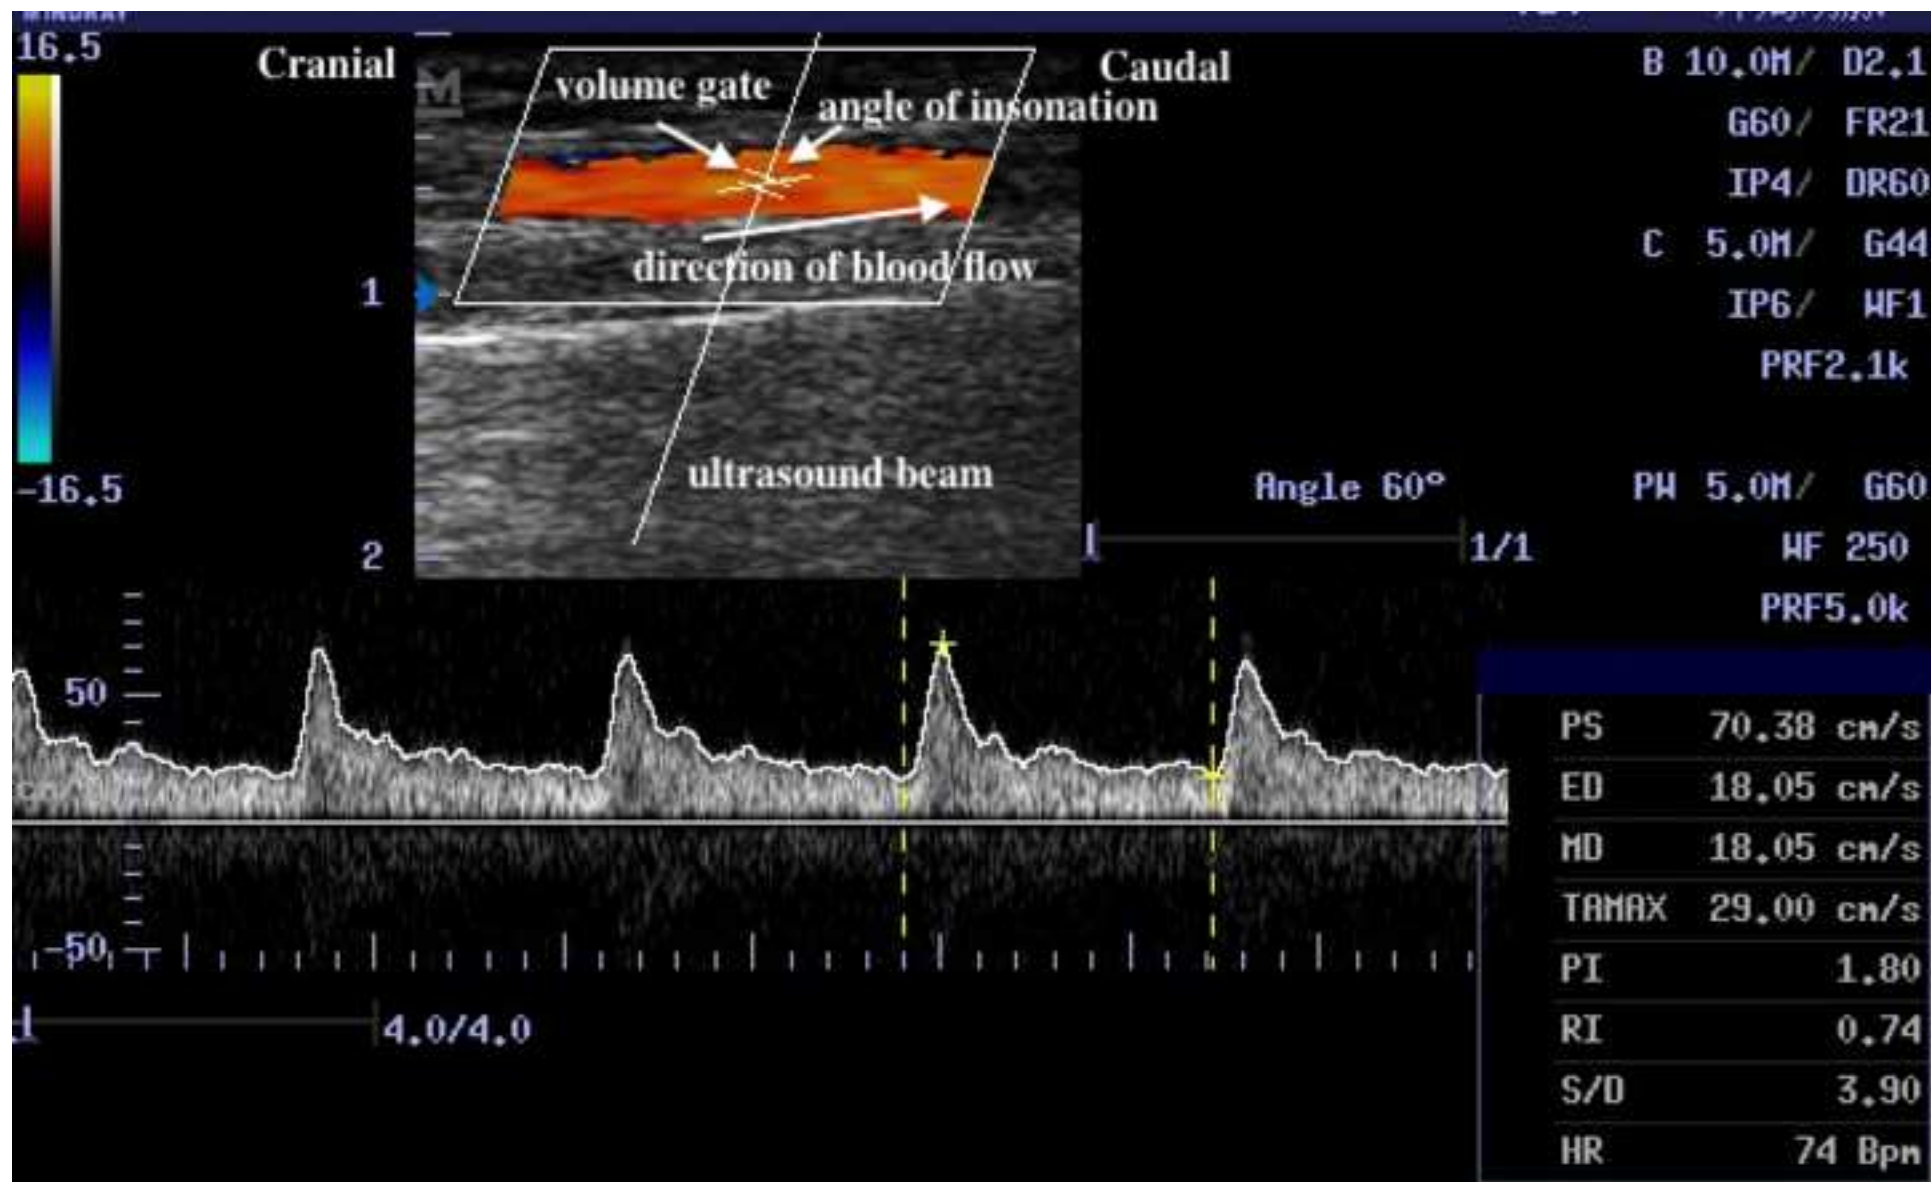 16.5
Cranial
Caudal
volume gate
angle of insonation
M
direction of blood flow
1
ultrasound beam
-16.5
2
B 10.0M/ D2.1
G60/ FR21
IP4/ DR60
C 5.0M/ G44
IP6/ WF1
PRF2.1k
Angle 60°
PW 5.0M/ G60
1/1
WF 250
PRF5.0k
50
cm/s
-50
4.0/4.0
PS 70.38 cm/s
ED 18.05 cm/s
MD 18.05 cm/s
TAMAX 29.00 cm/s
PI 1.80
RI 0.74
S/D 3.90
HR 74 Bpm